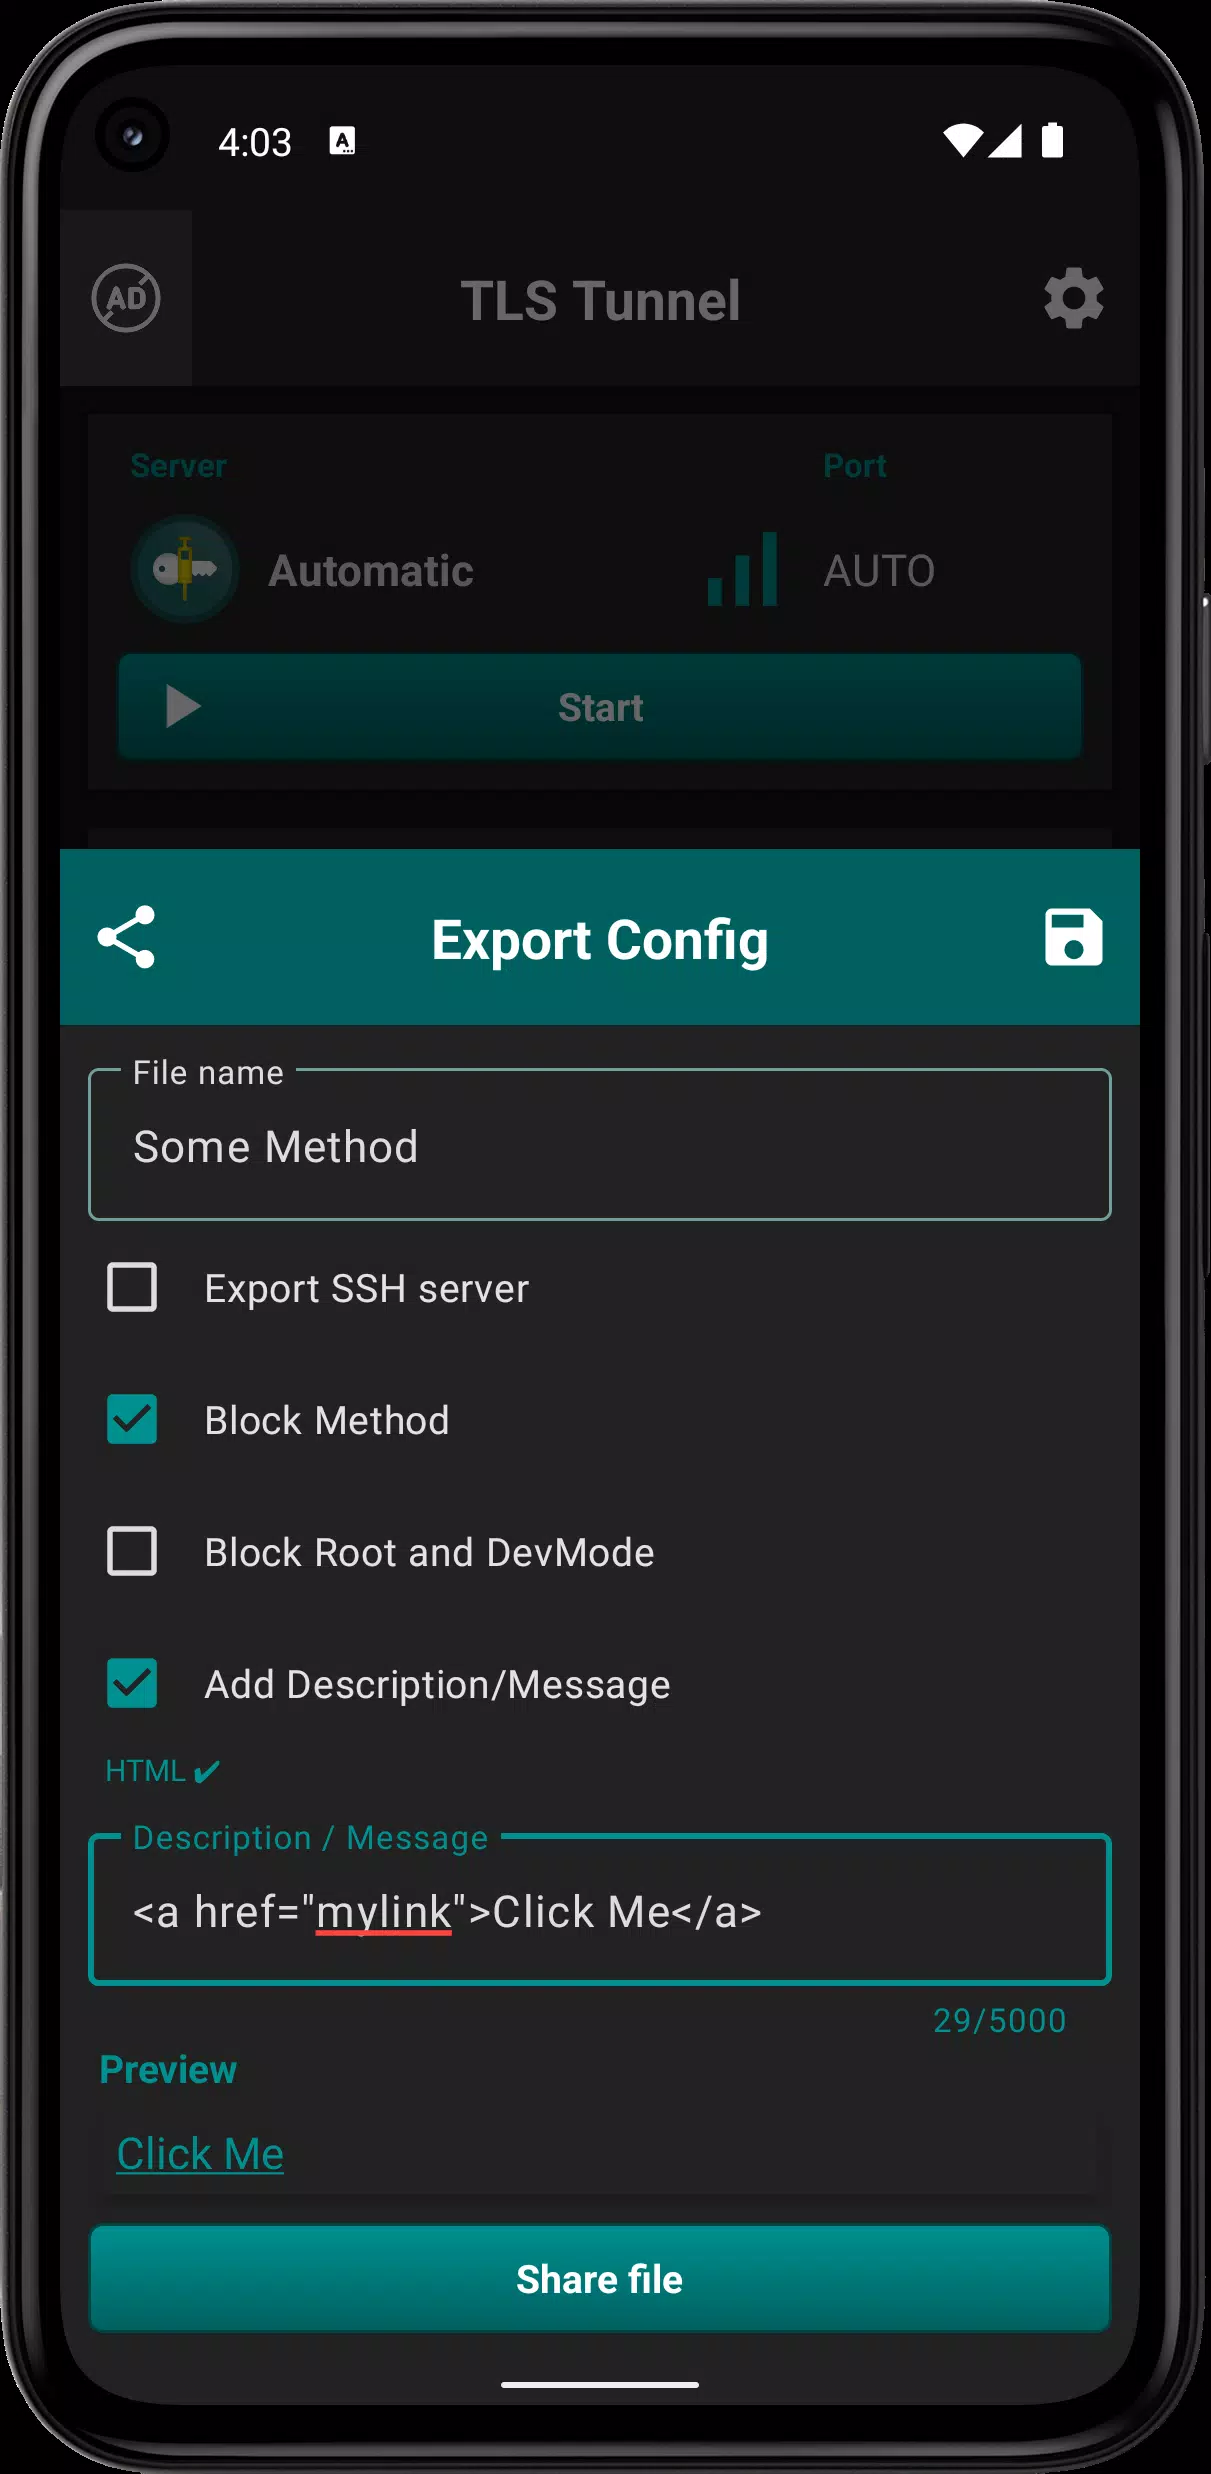 4:03
AD
TLS Tunnel
Server
Port
Automatic
AUTO
Start
Export Config
File name
Some Method
Export SSH server
Block Method
Block Root and DevMode
Add Description/Message
HTML ✔
Description / Message
<a href="mylink">Click Me</a>
29/5000
Preview
Click Me
Share file